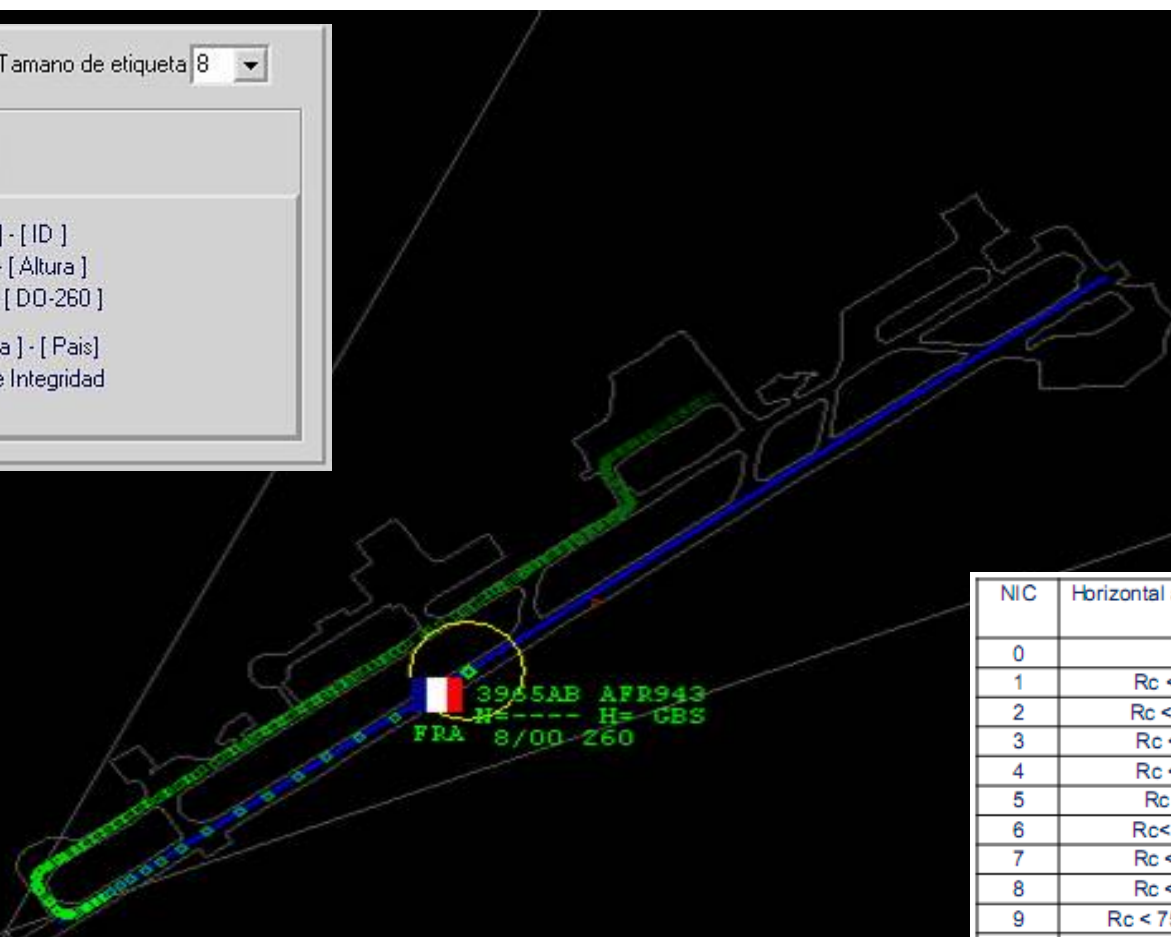 Tamano de etiqueta 8
] - [ ID ]
- [ Altura ]
[ DO-260 ]
a ] - [ Pais]
e Integridad
3965AB AFR943
N=---- H= GBS
FRA 8/00 260
NIC Horizontal
0
1 Rc <
2 Rc <
3 Rc <
4 Rc <
5 Rc
6 Rc<
7 Rc <
8 Rc <
9 Rc < 75